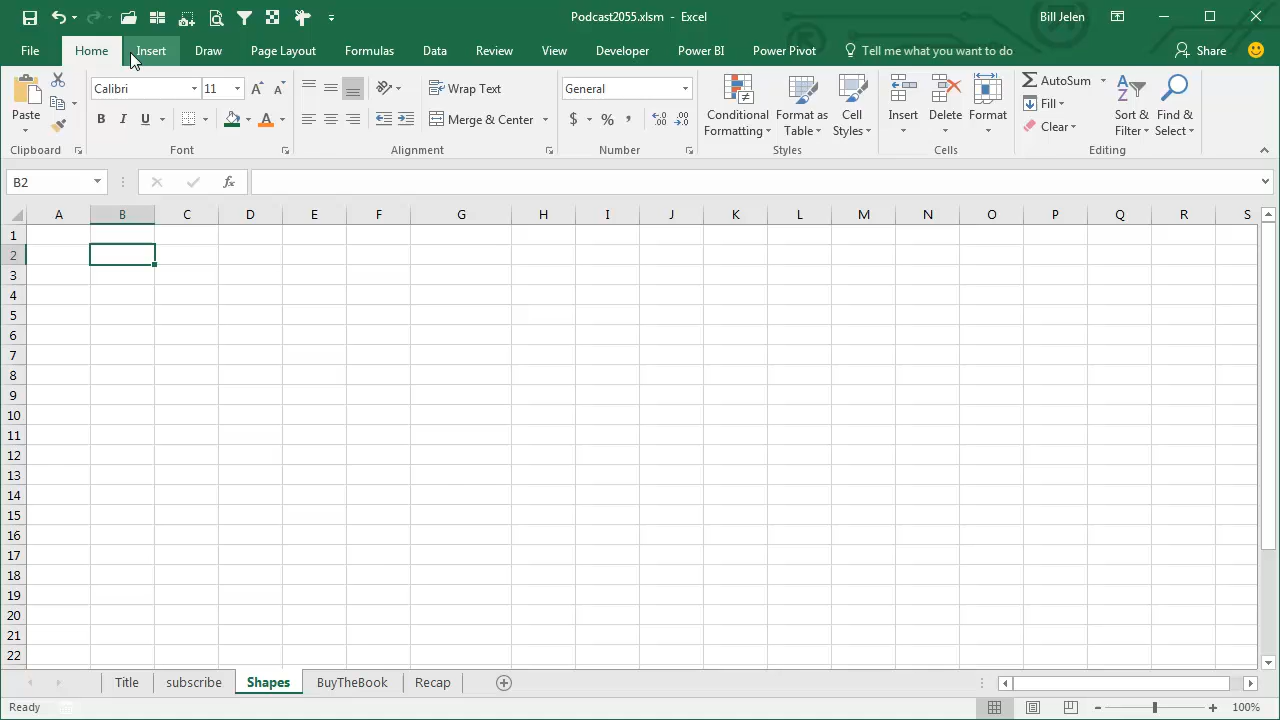 Podcast2055.xlsm - Excel
Bill Jelen
File Home Insert Draw Page Layout Formulas Data Review View Developer Power BI Power Pivot Tell me what you want to do Share
Paste
Clipboard
Calibri 11
B I U A
Font
Wrap Text
Merge & Center
Alignment
General
$ % ,
Number
Conditional Formatting
Format as Table
Cell Styles
Styles
Insert Delete Format
Cells
AutoSum
Fill
Clear
Sort & Filter
Find & Select
Editing
B2 fx
A B C D E F G H I J K L M N O P Q R S
1
2
3
4
5
6
7
8
9
10
11
12
13
14
15
16
17
18
19
20
21
22
Title subscribe Shapes BuyTheBook Recap
Ready
100%